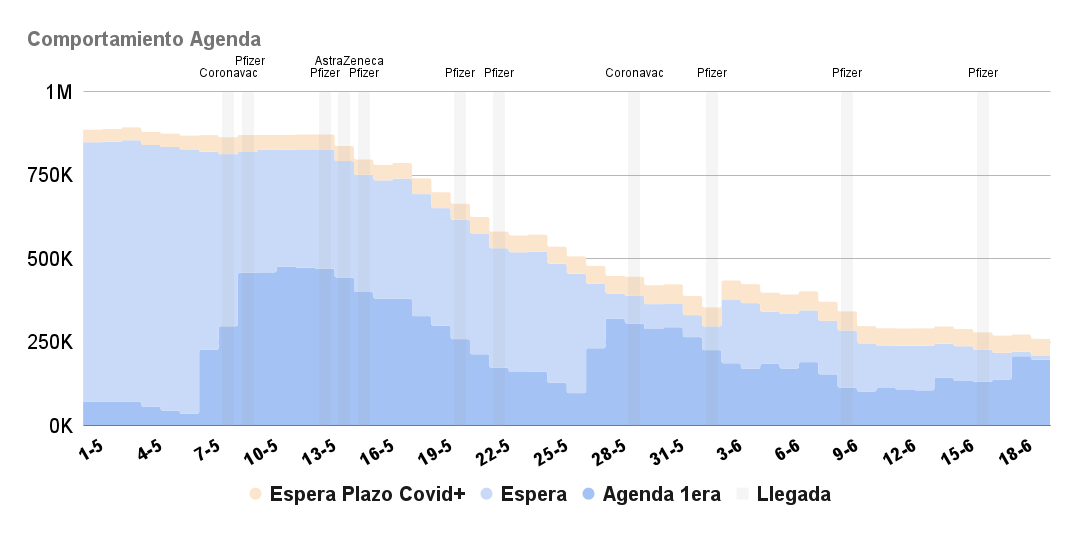 Comportamiento Agenda
Pfizer AstraZeneca
Coronavac Pfizer Pfizer Pfizer Pfizer Coronavac Pfizer Pfizer Pfizer
1M
750K
500K
250K
0K
1-5 4-5 7-5 10-5 13-5 16-5 19-5 22-5 25-5 28-5 31-5 3-6 6-6 9-6 12-6 15-6 18-6
Espera Plazo Covid+ Espera Agenda 1era Llegada